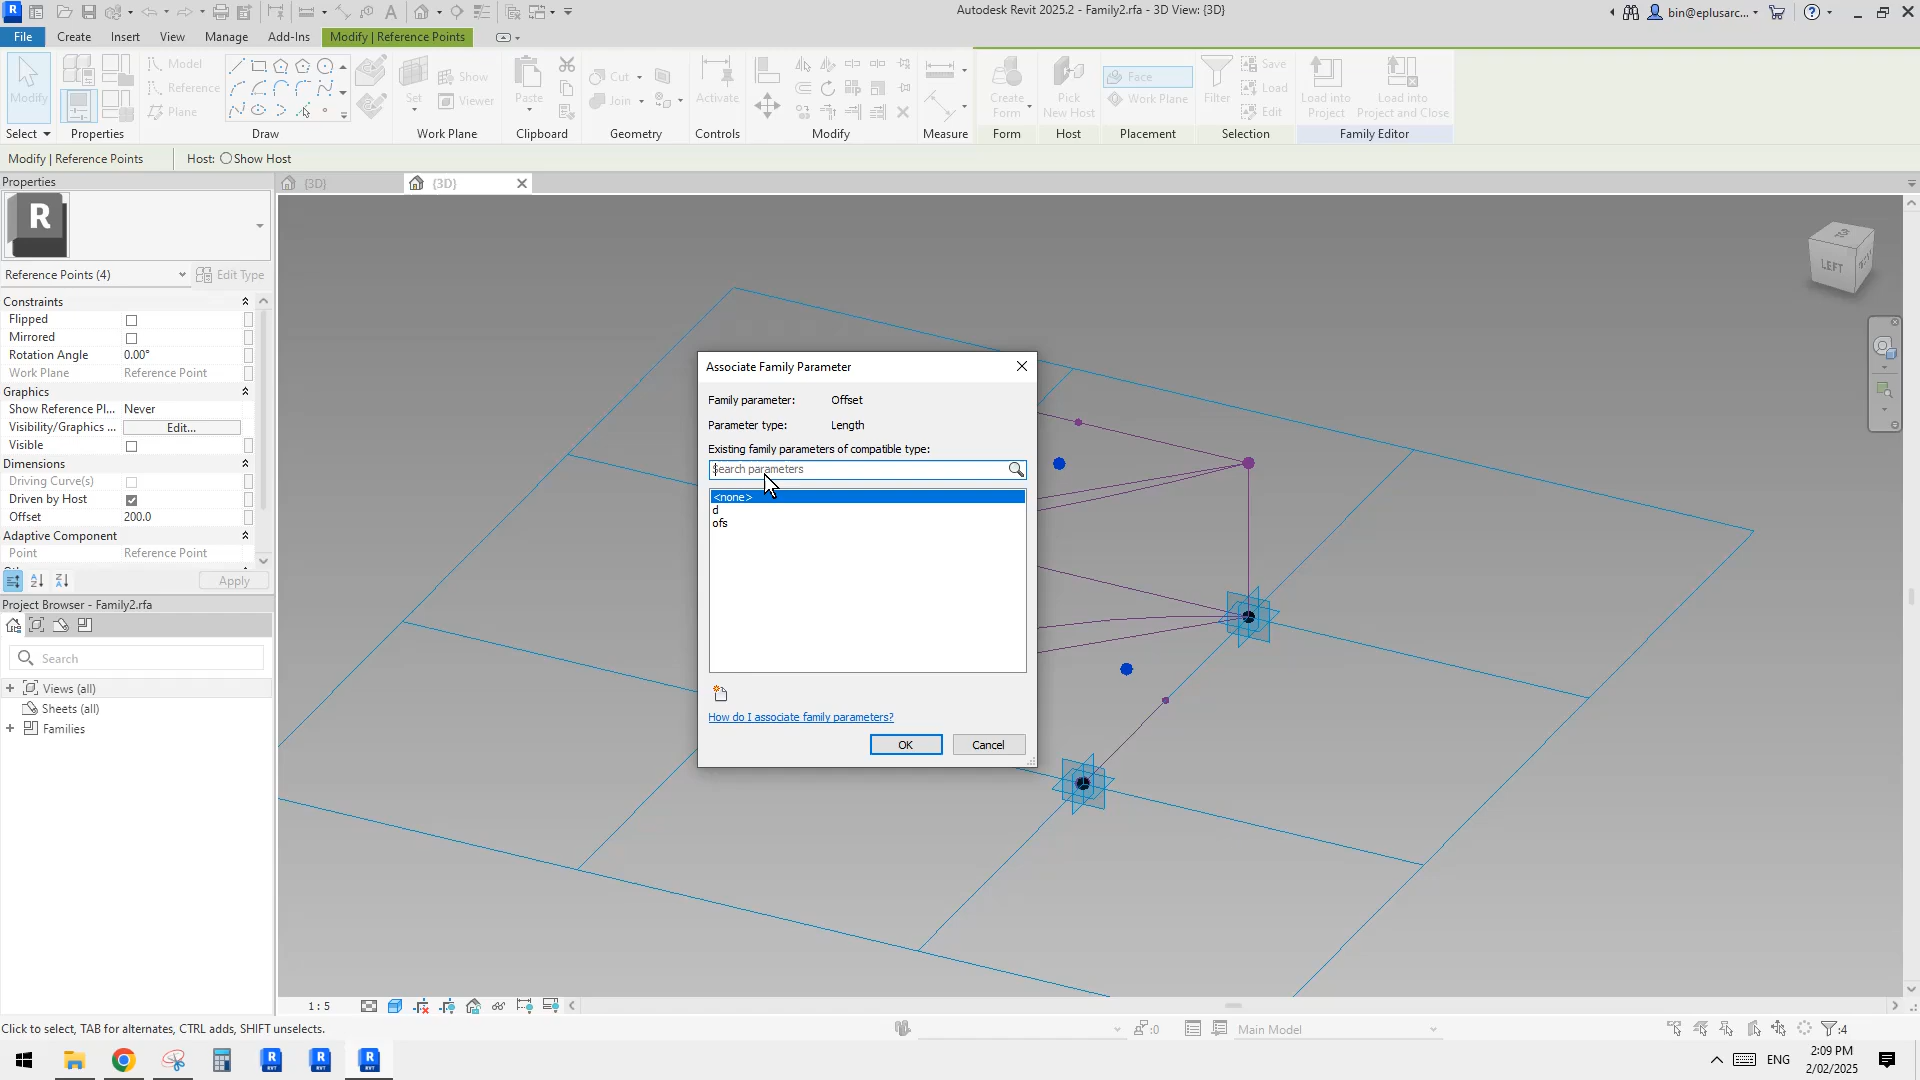 Autodesk Revit 2025.2 - Family2.rfa - 3D View: {3D}
bin@eplusarc...
File
Create
Insert
View
Manage
Add-Ins
Modify | Reference Points
Modify
Model
Reference
Plane
Set
Show
Viewer
Paste
Cut
Join
Activate
Create
Form
Pick
New Host
Face
Work Plane
Filter
Save
Load
Edit
Load into
Project
Load into
Project and Close
Select
Properties
Draw
Work Plane
Clipboard
Geometry
Controls
Modify
Measure
Form
Host
Placement
Selection
Family Editor
Modify | Reference Points
Host:
Show Host
Properties
{3D}
{3D}
R
Reference Points (4)
Edit Type
Constraints
Flipped
Mirrored
Rotation Angle
0.00°
Work Plane
Reference Point
Graphics
Show Reference Pl...
Never
Visibility/Graphics ...
Edit...
Visible
Dimensions
Driving Curve(s)
Driven by Host
Offset
200.0
Adaptive Component
Point
Reference Point
Apply
Project Browser - Family2.rfa
Search
Views (all)
Sheets (all)
Families
LEFT
Associate Family Parameter
Family parameter:
Offset
Parameter type:
Length
Existing family parameters of compatible type:
Search parameters
<none>
d
ofs
How do I associate family parameters?
OK
Cancel
1 : 5
Click to select, TAB for alternates, CTRL adds, SHIFT unselects.
:0
Main Model
:4
ENG
2:09 PM
2/02/2025